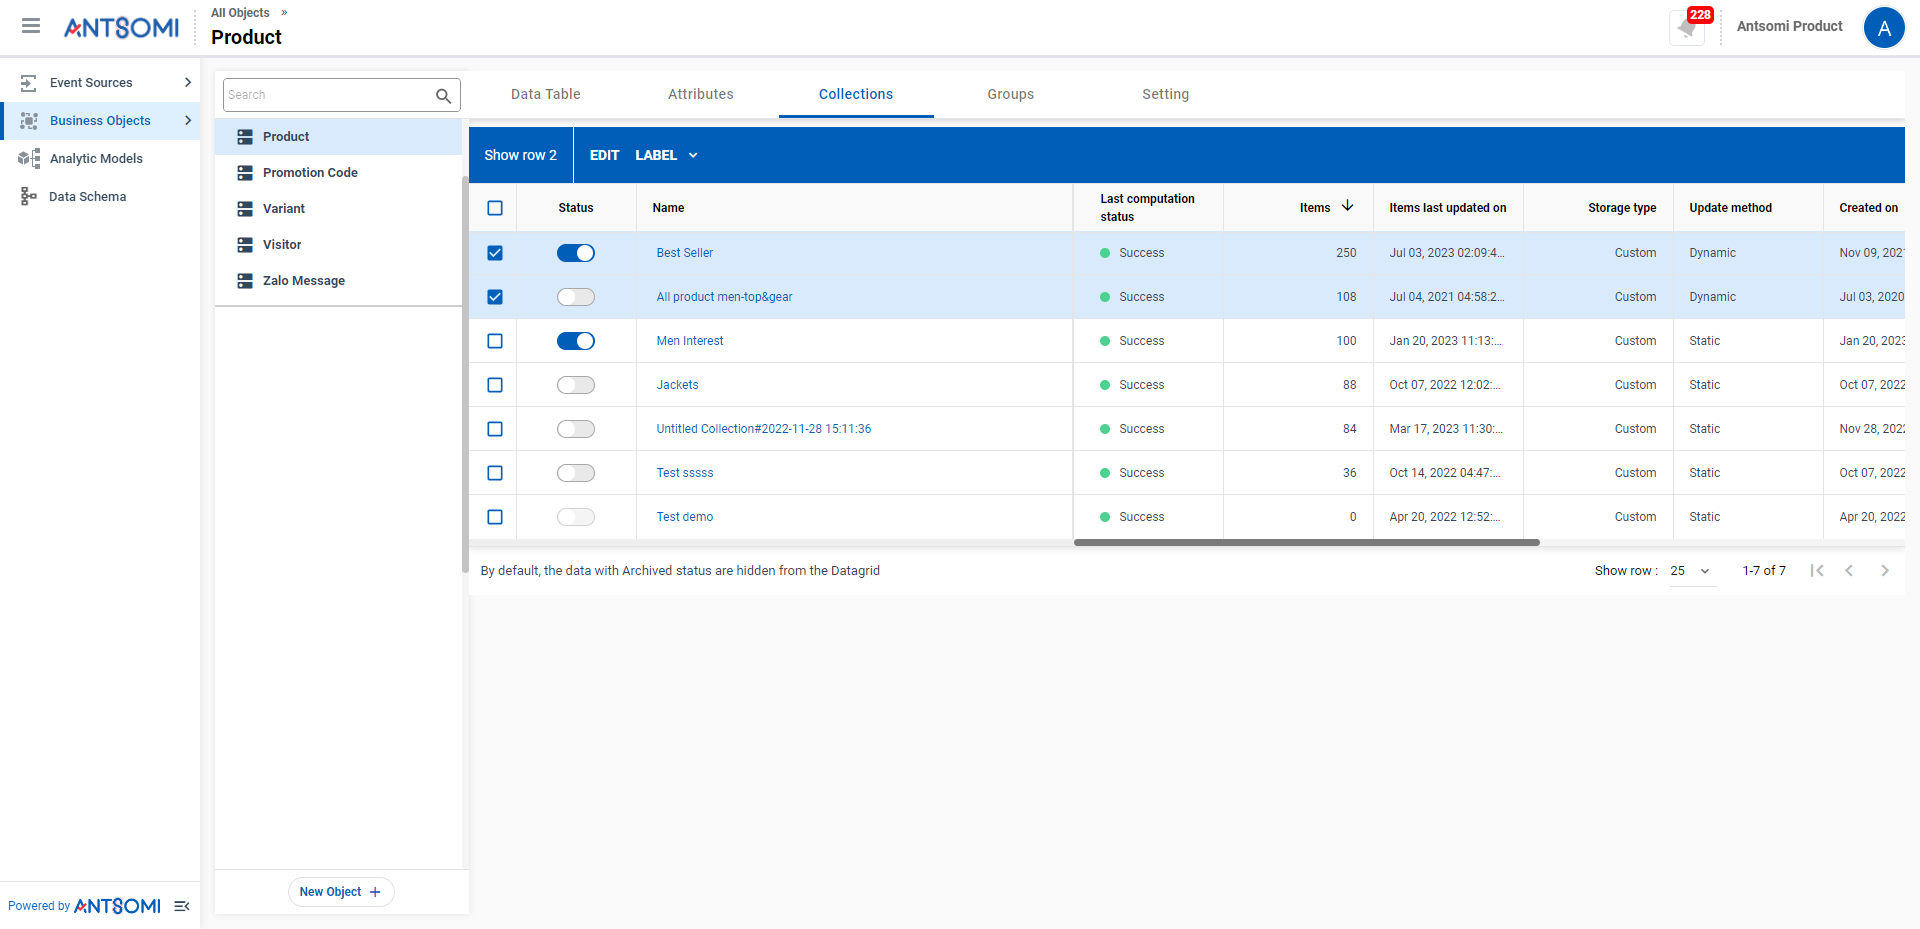 ANTSOMI
All Objects »
Product
228
Antsomi Product
A
Event Sources
Business Objects
Analytic Models
Data Schema
Search
Product
Promotion Code
Variant
Visitor
Zalo Message
New Object +
Data Table Attributes Collections Groups Setting
Show row 2 EDIT LABEL
Status Name Last computation status Items Items last updated on Storage type Update method Created on
Best Seller Success 250 Jul 03, 2023 02:09:4... Custom Dynamic Nov 09, 202
All product men-top&gear Success 108 Jul 04, 2021 04:58:2... Custom Dynamic Jul 03, 2020
Men Interest Success 100 Jan 20, 2023 11:13:... Custom Static Jan 20, 2023
Jackets Success 88 Oct 07, 2022 12:02:... Custom Static Oct 07, 2022
Untitled Collection#2022-11-28 15:11:36 Success 84 Mar 17, 2023 11:30:... Custom Static Nov 28, 2022
Test sssss Success 36 Oct 14, 2022 04:47:... Custom Static Oct 07, 2022
Test demo Success 0 Apr 20, 2022 12:52:... Custom Static Apr 20, 2022
By default, the data with Archived status are hidden from the Datagrid
Show row : 25 1-7 of 7
Powered by ANTSOMI